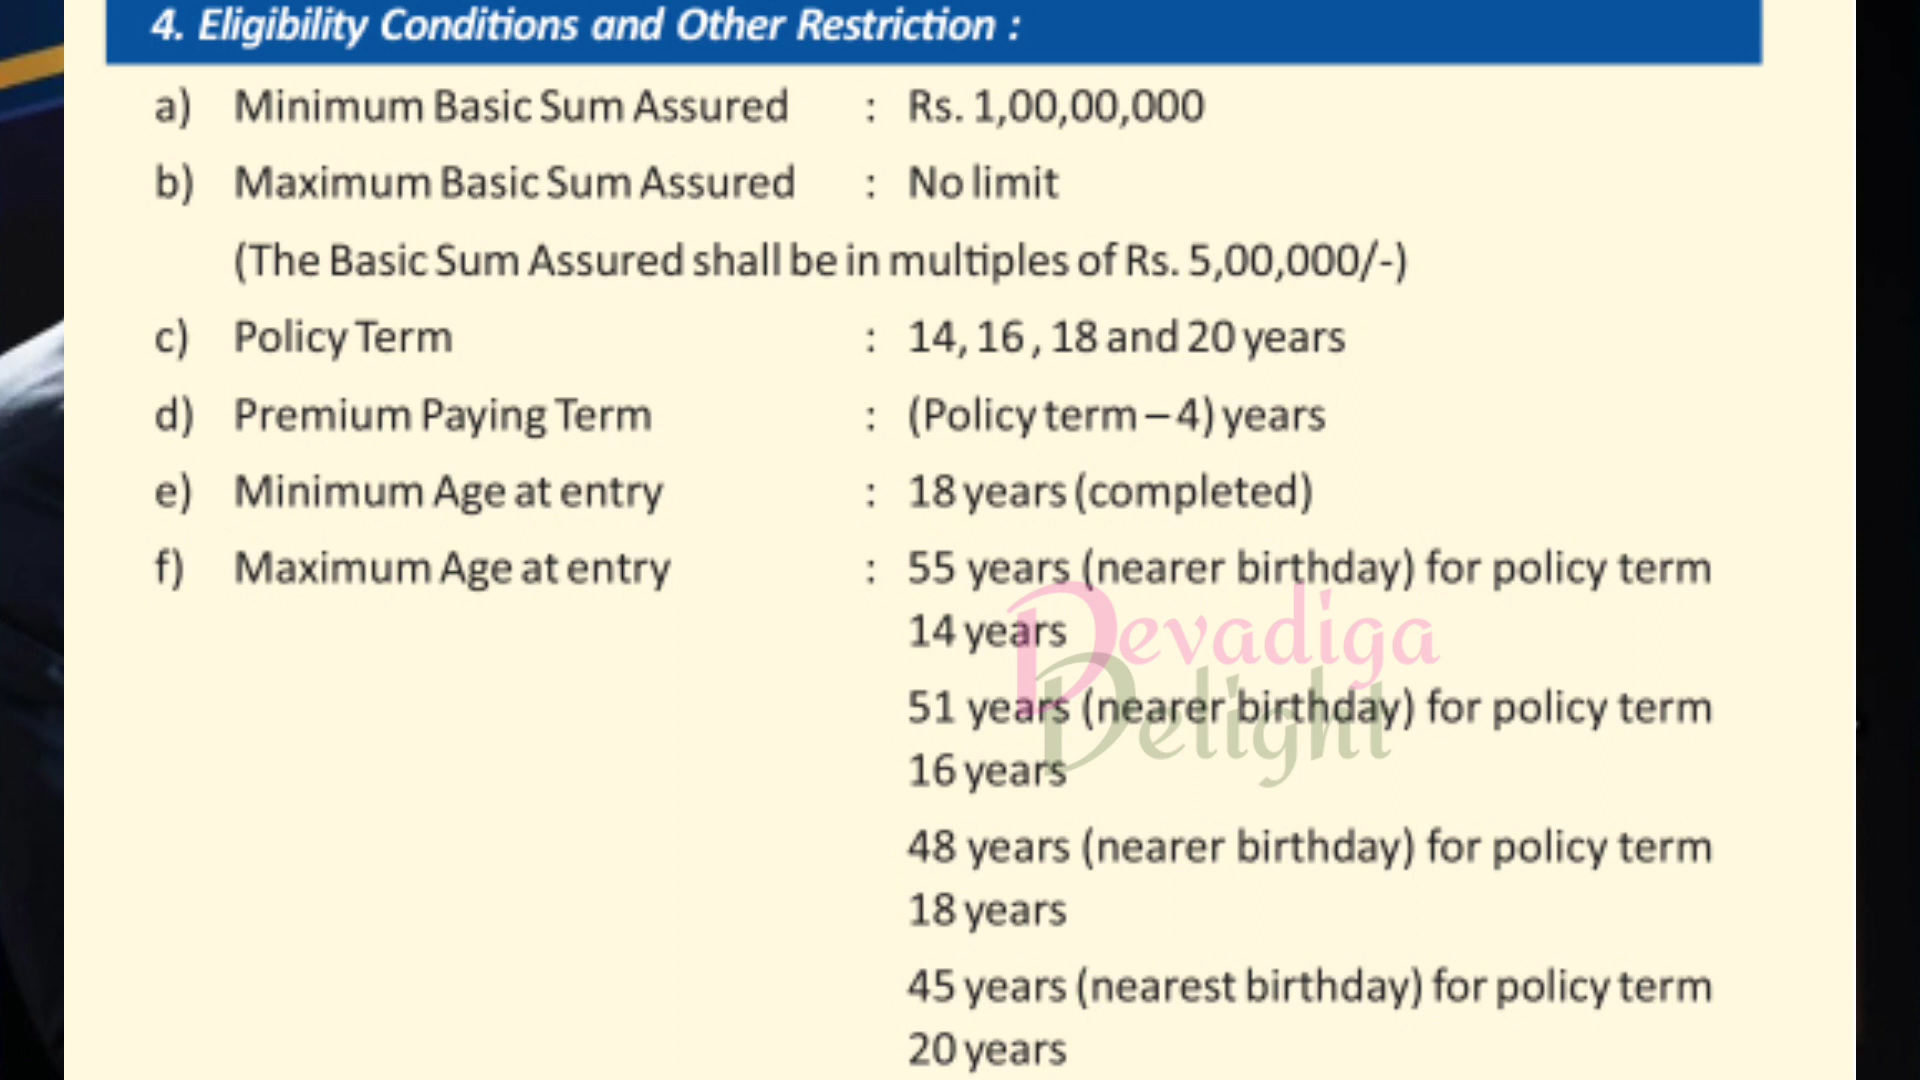 4. Eligibility Conditions and Other Restriction :
a) Minimum Basic Sum Assured : Rs. 1,00,00,000
b) Maximum Basic Sum Assured : No limit
(The Basic Sum Assured shall be in multiples of Rs. 5,00,000/-)
c) Policy Term : 14, 16 , 18 and 20 years
d) Premium Paying Term : (Policy term – 4) years
e) Minimum Age at entry : 18 years (completed)
f) Maximum Age at entry : 55 years (nearer birthday) for policy term
14 years
51 years (nearer birthday) for policy term
16 years
48 years (nearer birthday) for policy term
18 years
45 years (nearest birthday) for policy term
20 years
Devadiga
Delight